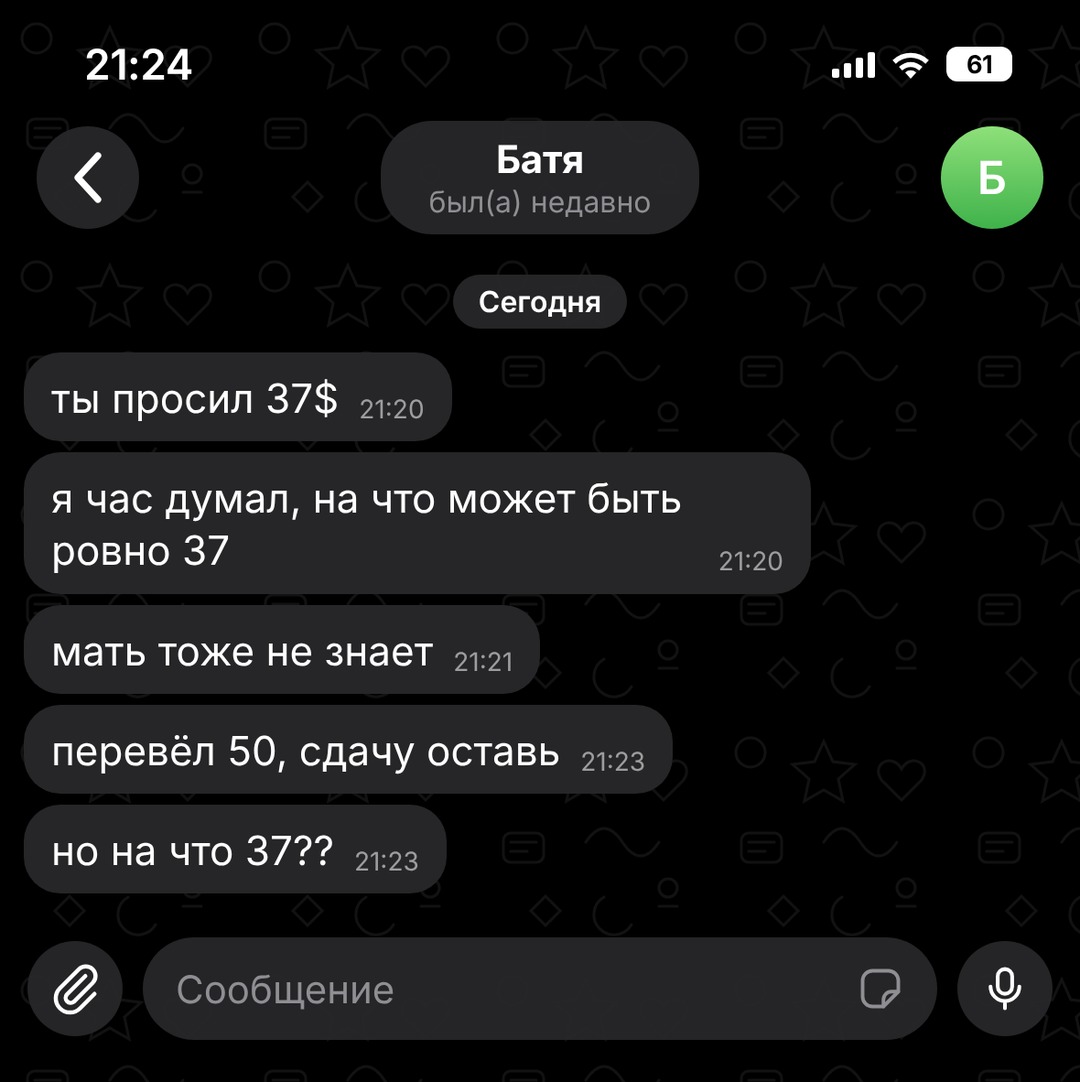 21:24
61
Батя
был(а) недавно
Б
Сегодня
ты просил 37$ 21:20
я час думал, на что может быть
ровно 37 21:20
мать тоже не знает 21:21
перевёл 50, сдачу оставь 21:23
но на что 37?? 21:23
Сообщение